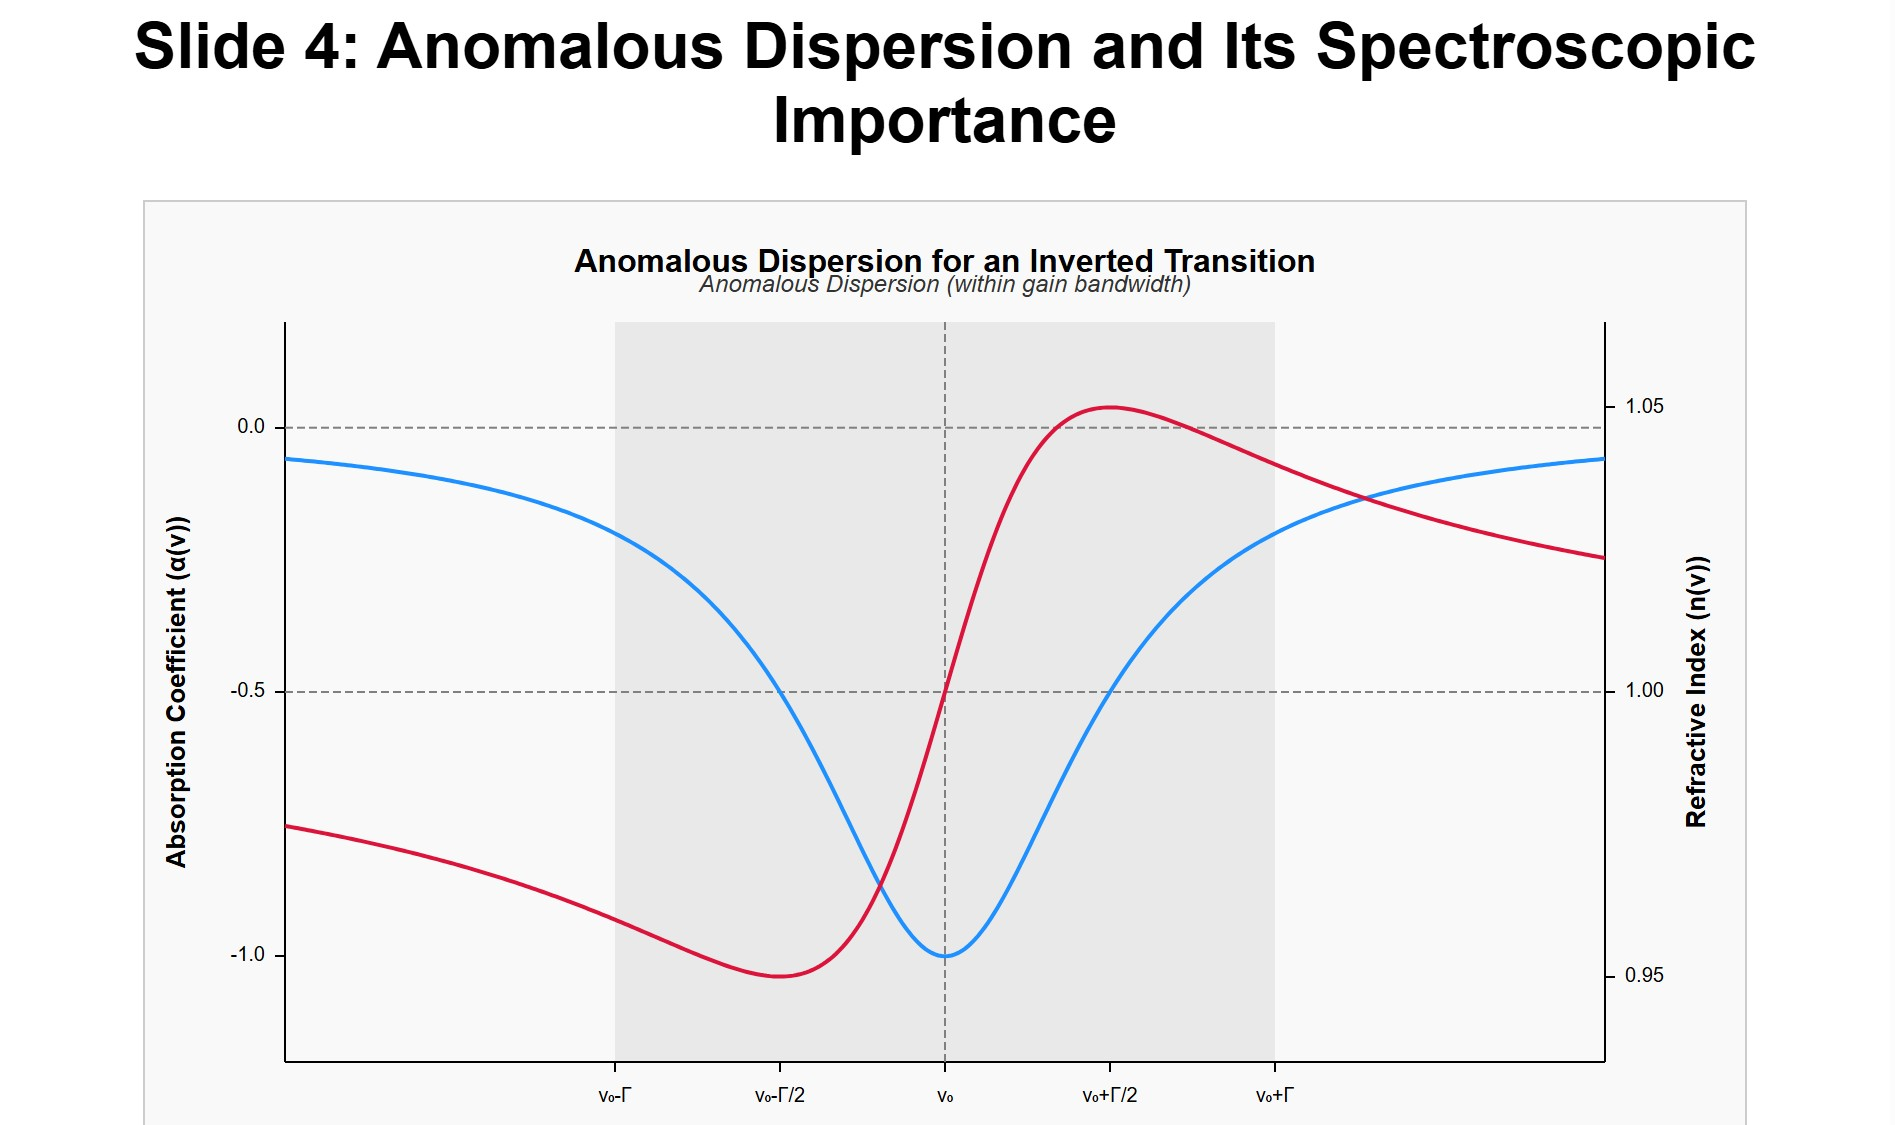 Slide 4: Anomalous Dispersion and Its Spectroscopic
Importance
Anomalous Dispersion for an Inverted Transition
Anomalous Dispersion (within gain bandwidth)
Absorption Coefficient (α(ν))
0.0
-0.5
-1.0
1.05
1.00
0.95
Refractive Index (n(ν))
ν₀-Γ
ν₀-Γ/2
ν₀
ν₀+Γ/2
ν₀+Γ